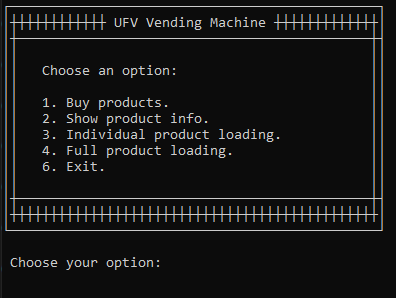 UFV Vending Machine
Choose an option:
1. Buy products.
2. Show product info.
3. Individual product loading.
4. Full product loading.
6. Exit.
Choose your option: